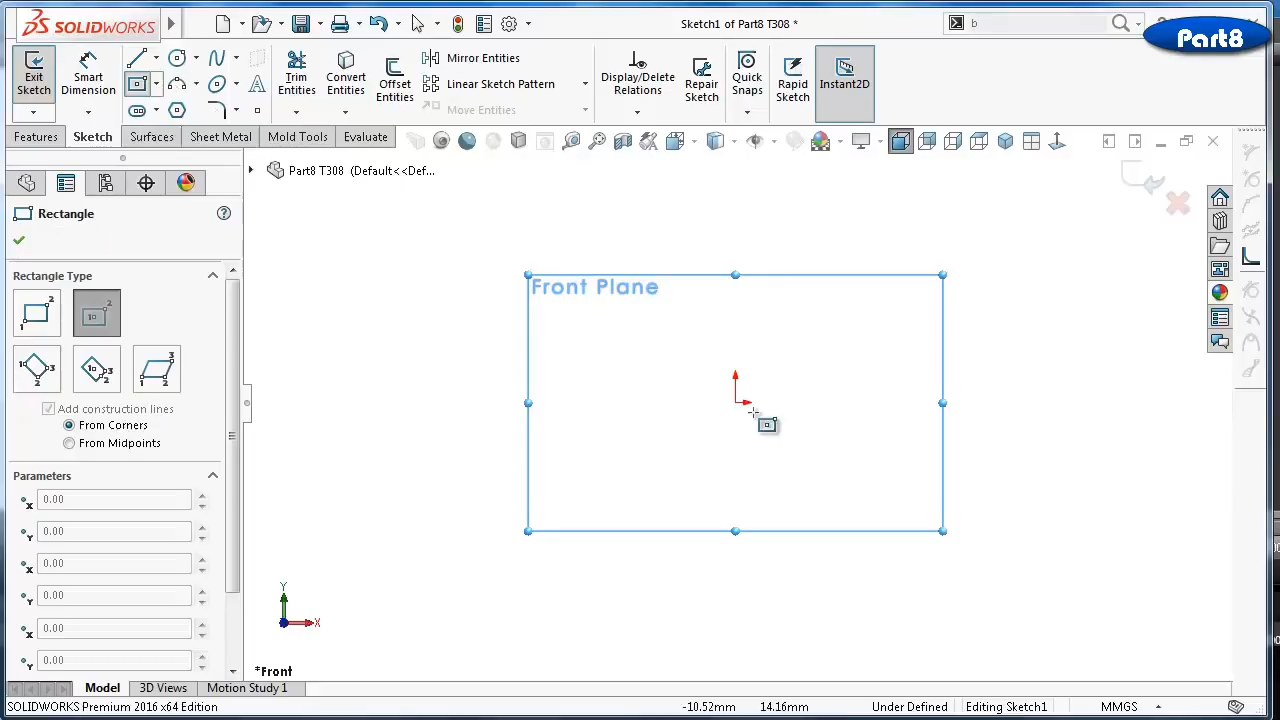 SOLIDWORKS
Sketch1 of Part8 T308 *
b
Part8
Exit Sketch
Smart Dimension
Trim Entities
Convert Entities
Offset Entities
Mirror Entities
Linear Sketch Pattern
Move Entities
Display/Delete Relations
Repair Sketch
Quick Snaps
Rapid Sketch
Instant2D
Features
Sketch
Surfaces
Sheet Metal
Mold Tools
Evaluate
Part8 T308 (Default<<Def...
Rectangle
Rectangle Type
Add construction lines
From Corners
From Midpoints
Parameters
0.00
0.00
0.00
0.00
0.00
0.00
Front Plane
Y
X
*Front
Model
3D Views
Motion Study 1
SOLIDWORKS Premium 2016 x64 Edition
-10.52mm
14.16mm
Under Defined
Editing Sketch1
MMGS